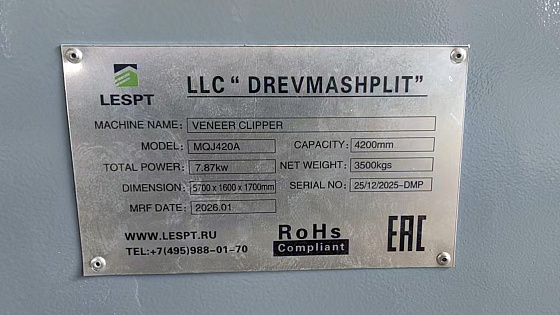 LESPT
LLC “ DREVMASHPLIT”
MACHINE NAME: VENEER CLIPPER
MODEL: MQJ420A CAPACITY: 4200mm
TOTAL POWER: 7.87kw NET WEIGHT: 3500kgs
DIMENSION: 5700 x 1600 x 1700mm SERIAL NO: 25/12/2025-DMP
MRF DATE: 2026.01
WWW.LESPT.RU
TEL:+7(495)988-01-70
RoHs
Compliant
EAC